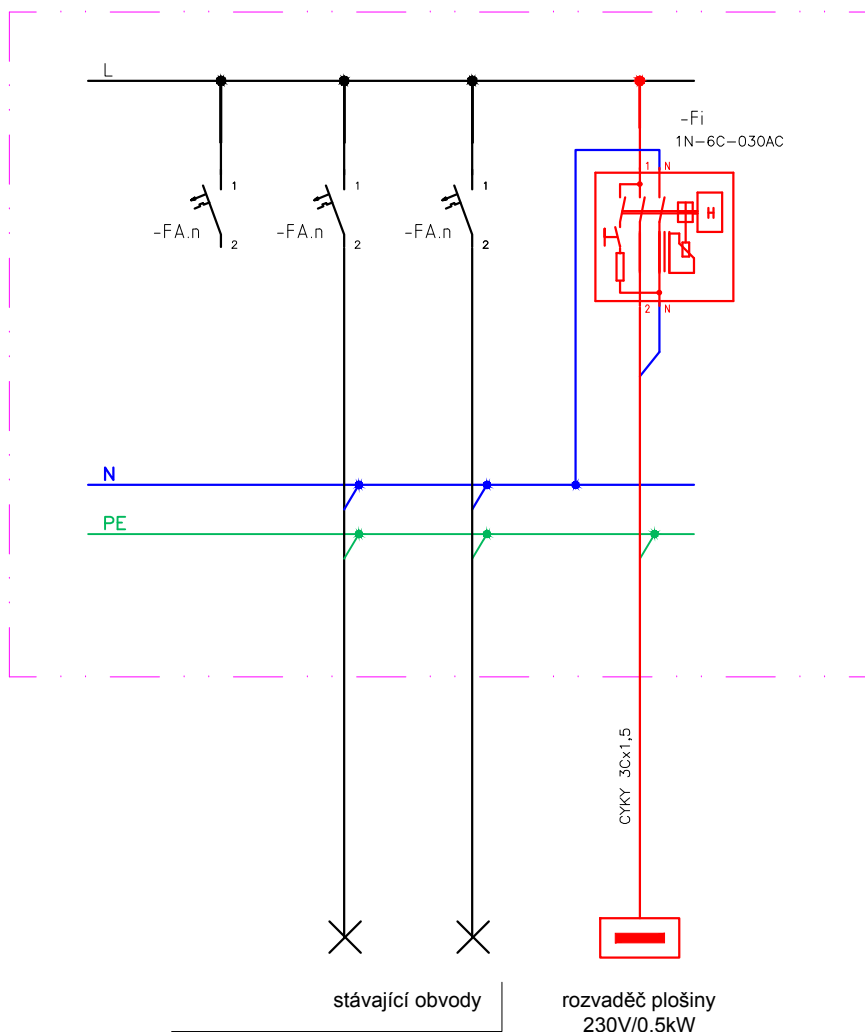 L
-Fi
1N-6C-030AC
1 N
1
1
1
H
-FA.n
-FA.n
-FA.n
2
2
2
2 N
N
PE
CYKY 3Cx1,5
stávající obvody
rozvaděč plošiny
230V/0.5kW